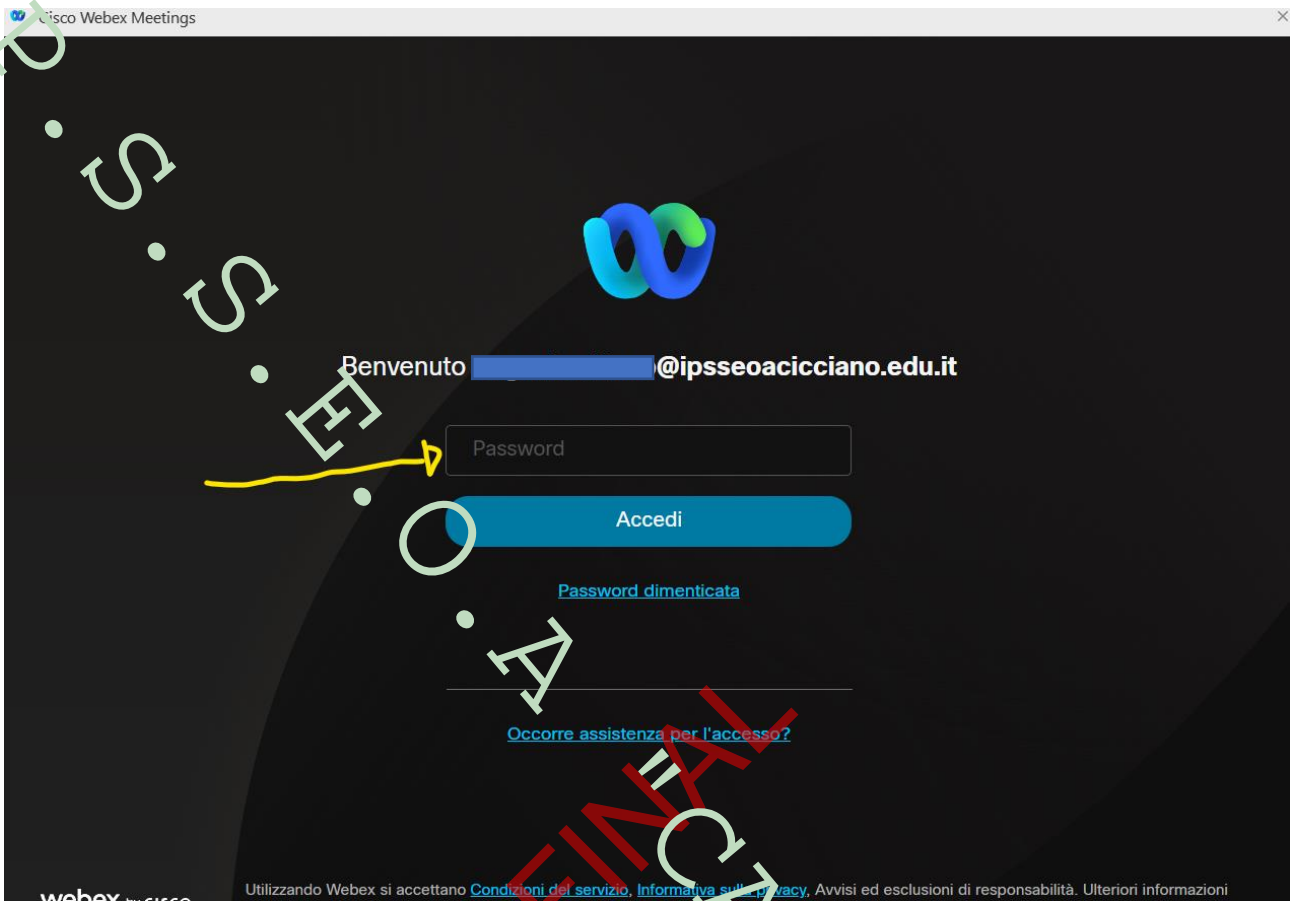 Cisco Webex Meetings
Benvenuto @ipsseoacicciano.edu.it
Password
Accedi
Password dimenticata
Occorre assistenza per l'accesso?
Utilizzando Webex si accettano Condizioni del servizio, Informativa sulla privacy, Avvisi ed esclusioni di responsabilità. Ulteriori informazioni
webex by CISCO
P.S.S.E.O.A. "CI
FINAL